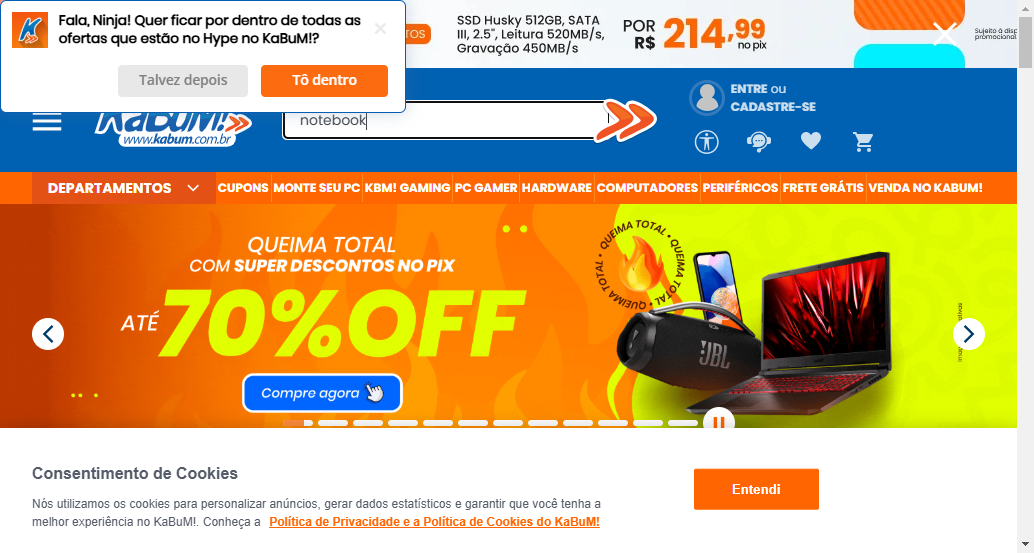 Fala, Ninja! Quer ficar por dentro de todas as
ofertas que estão no Hype no KaBuM!?
Talvez depois
Tô dentro
SSD Husky 512GB, SATA
III, 2.5", Leitura 520MB/s,
Gravação 450MB/s
POR
R$ 214,99
no pix
KaBuM!
www.kabum.com.br
notebook
ENTRE ou
CADASTRE-SE
DEPARTAMENTOS
CUPONS
MONTE SEU PC
KBM! GAMING
PC GAMER
HARDWARE
COMPUTADORES
PERIFÉRICOS
FRETE GRÁTIS
VENDA NO KABUM!
QUEIMA TOTAL
COM SUPER DESCONTOS NO PIX
ATÉ 70%OFF
Compre agora
QUEIMA TOTAL • QUEIMA TOTAL • QUEIMA TOTAL • QUEIMA TOTAL •
JBL
Consentimento de Cookies
Nós utilizamos os cookies para personalizar anúncios, gerar dados estatísticos e garantir que você tenha a
melhor experiência no KaBuM!. Conheça a Política de Privacidade e a Política de Cookies do KaBuM!
Entendi